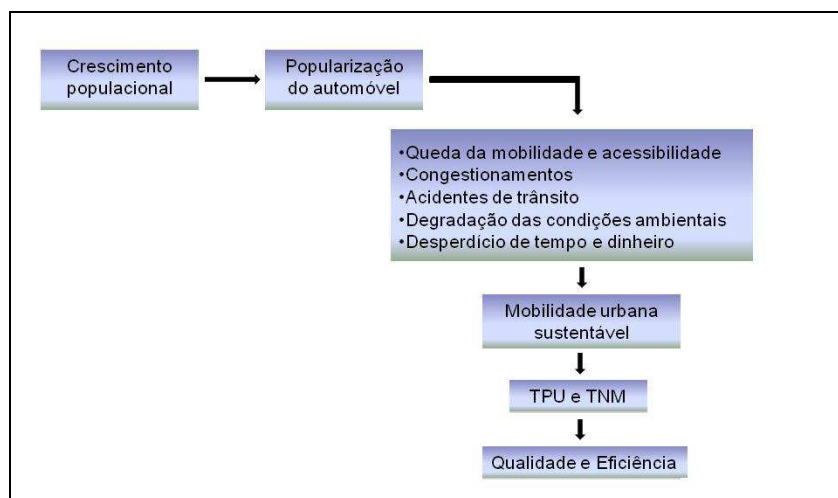 Crescimento
populacional
Popularização
do automóvel
•Queda da mobilidade e acessibilidade
•Congestionamentos
•Acidentes de trânsito
•Degradação das condições ambientais
•Desperdício de tempo e dinheiro
Mobilidade urbana
sustentável
TPU e TNM
Qualidade e Eficiência